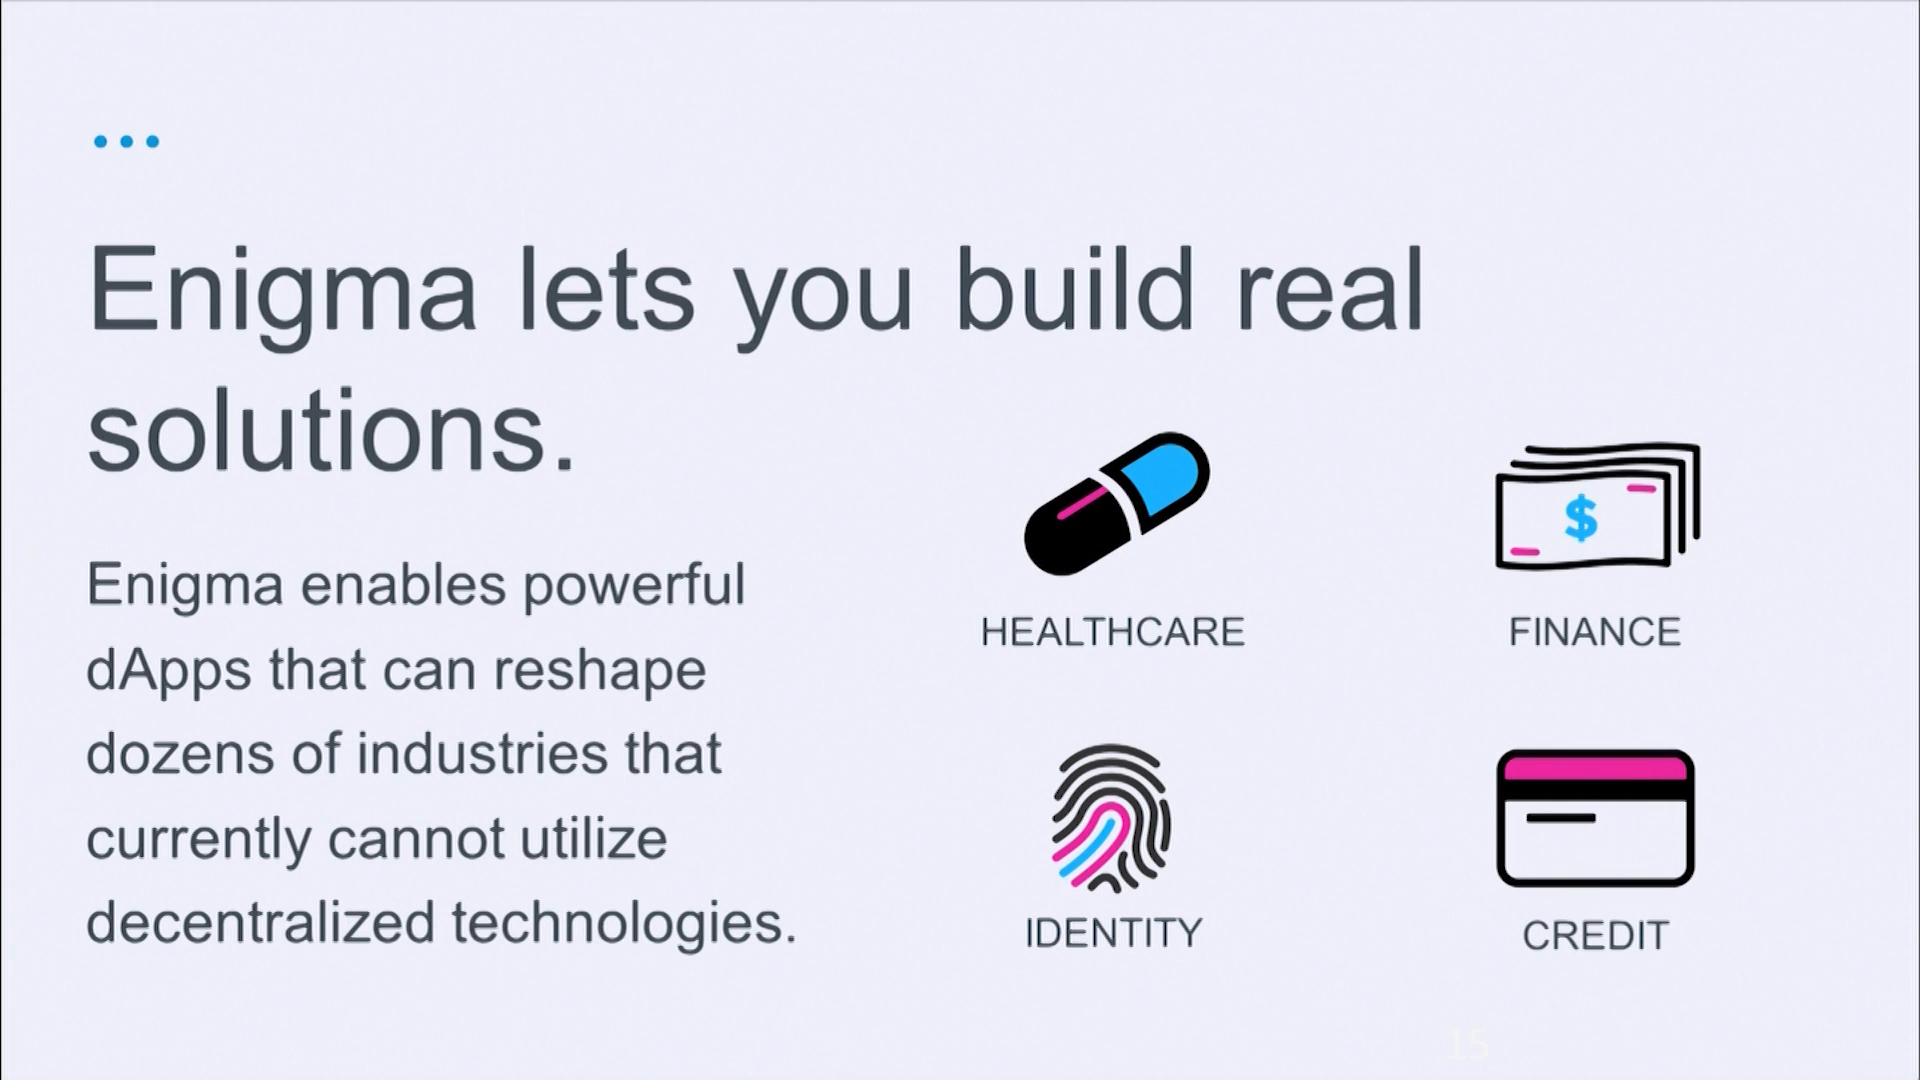 Enigma lets you build real
solutions.
Enigma enables powerful
dApps that can reshape
dozens of industries that
currently cannot utilize
decentralized technologies.
$
HEALTHCARE
FINANCE
IDENTITY
CREDIT
15